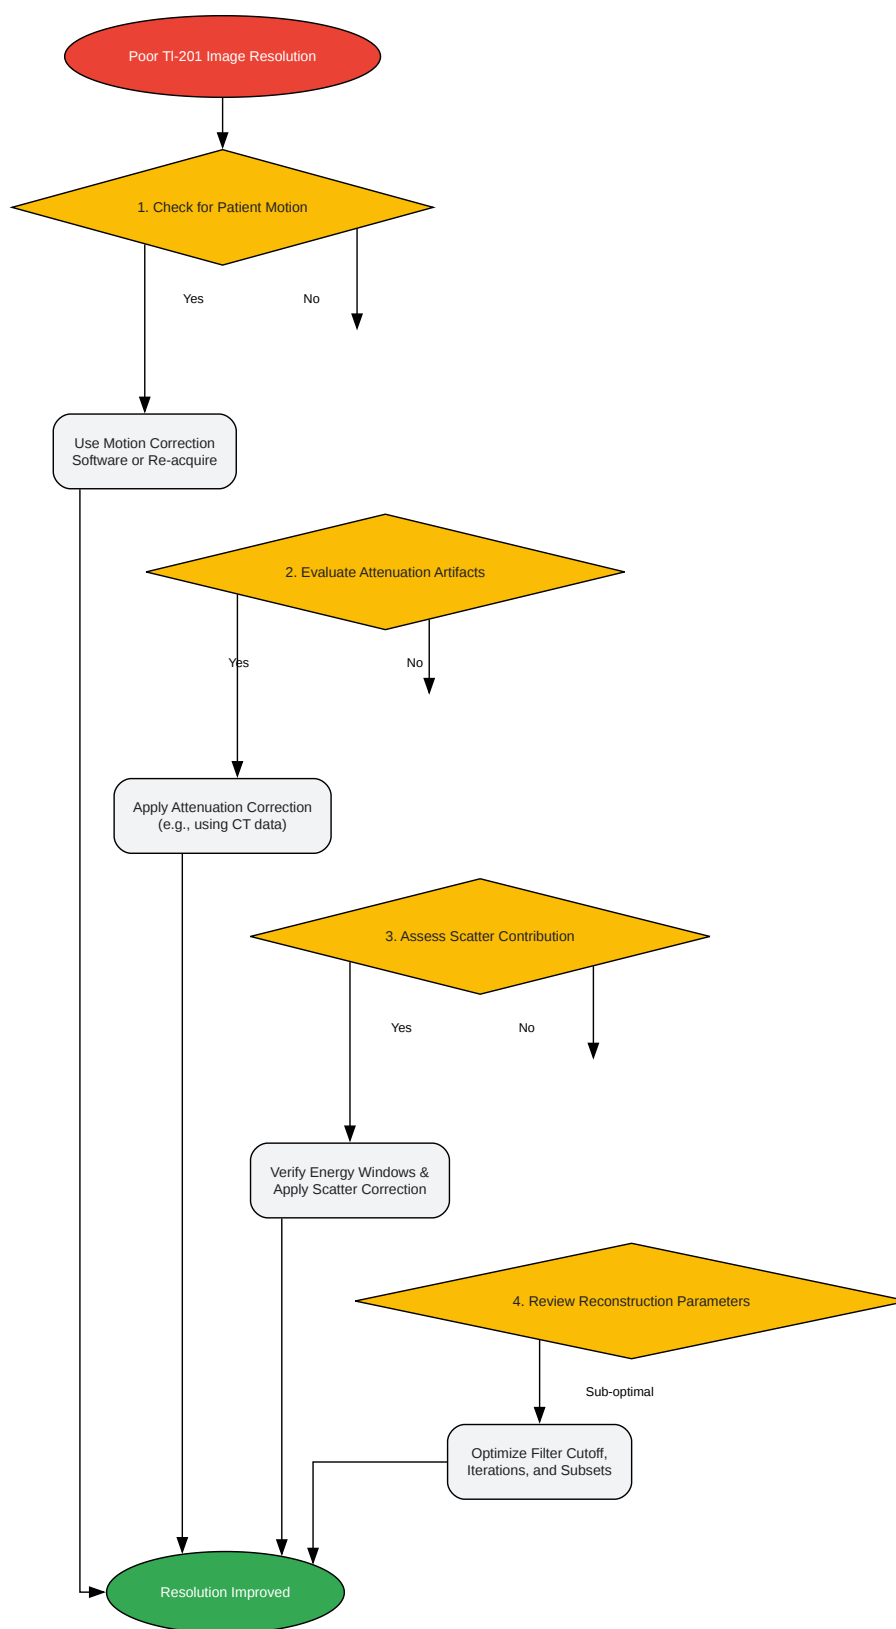 Poor Tl-201 Image Resolution
1. Check for Patient Motion
Yes
No
Use Motion Correction
Software or Re-acquire
2. Evaluate Attenuation Artifacts
Yes
No
Apply Attenuation Correction
(e.g., using CT data)
3. Assess Scatter Contribution
Yes
No
Verify Energy Windows &
Apply Scatter Correction
4. Review Reconstruction Parameters
Sub-optimal
Optimize Filter Cutoff,
Iterations, and Subsets
Resolution Improved